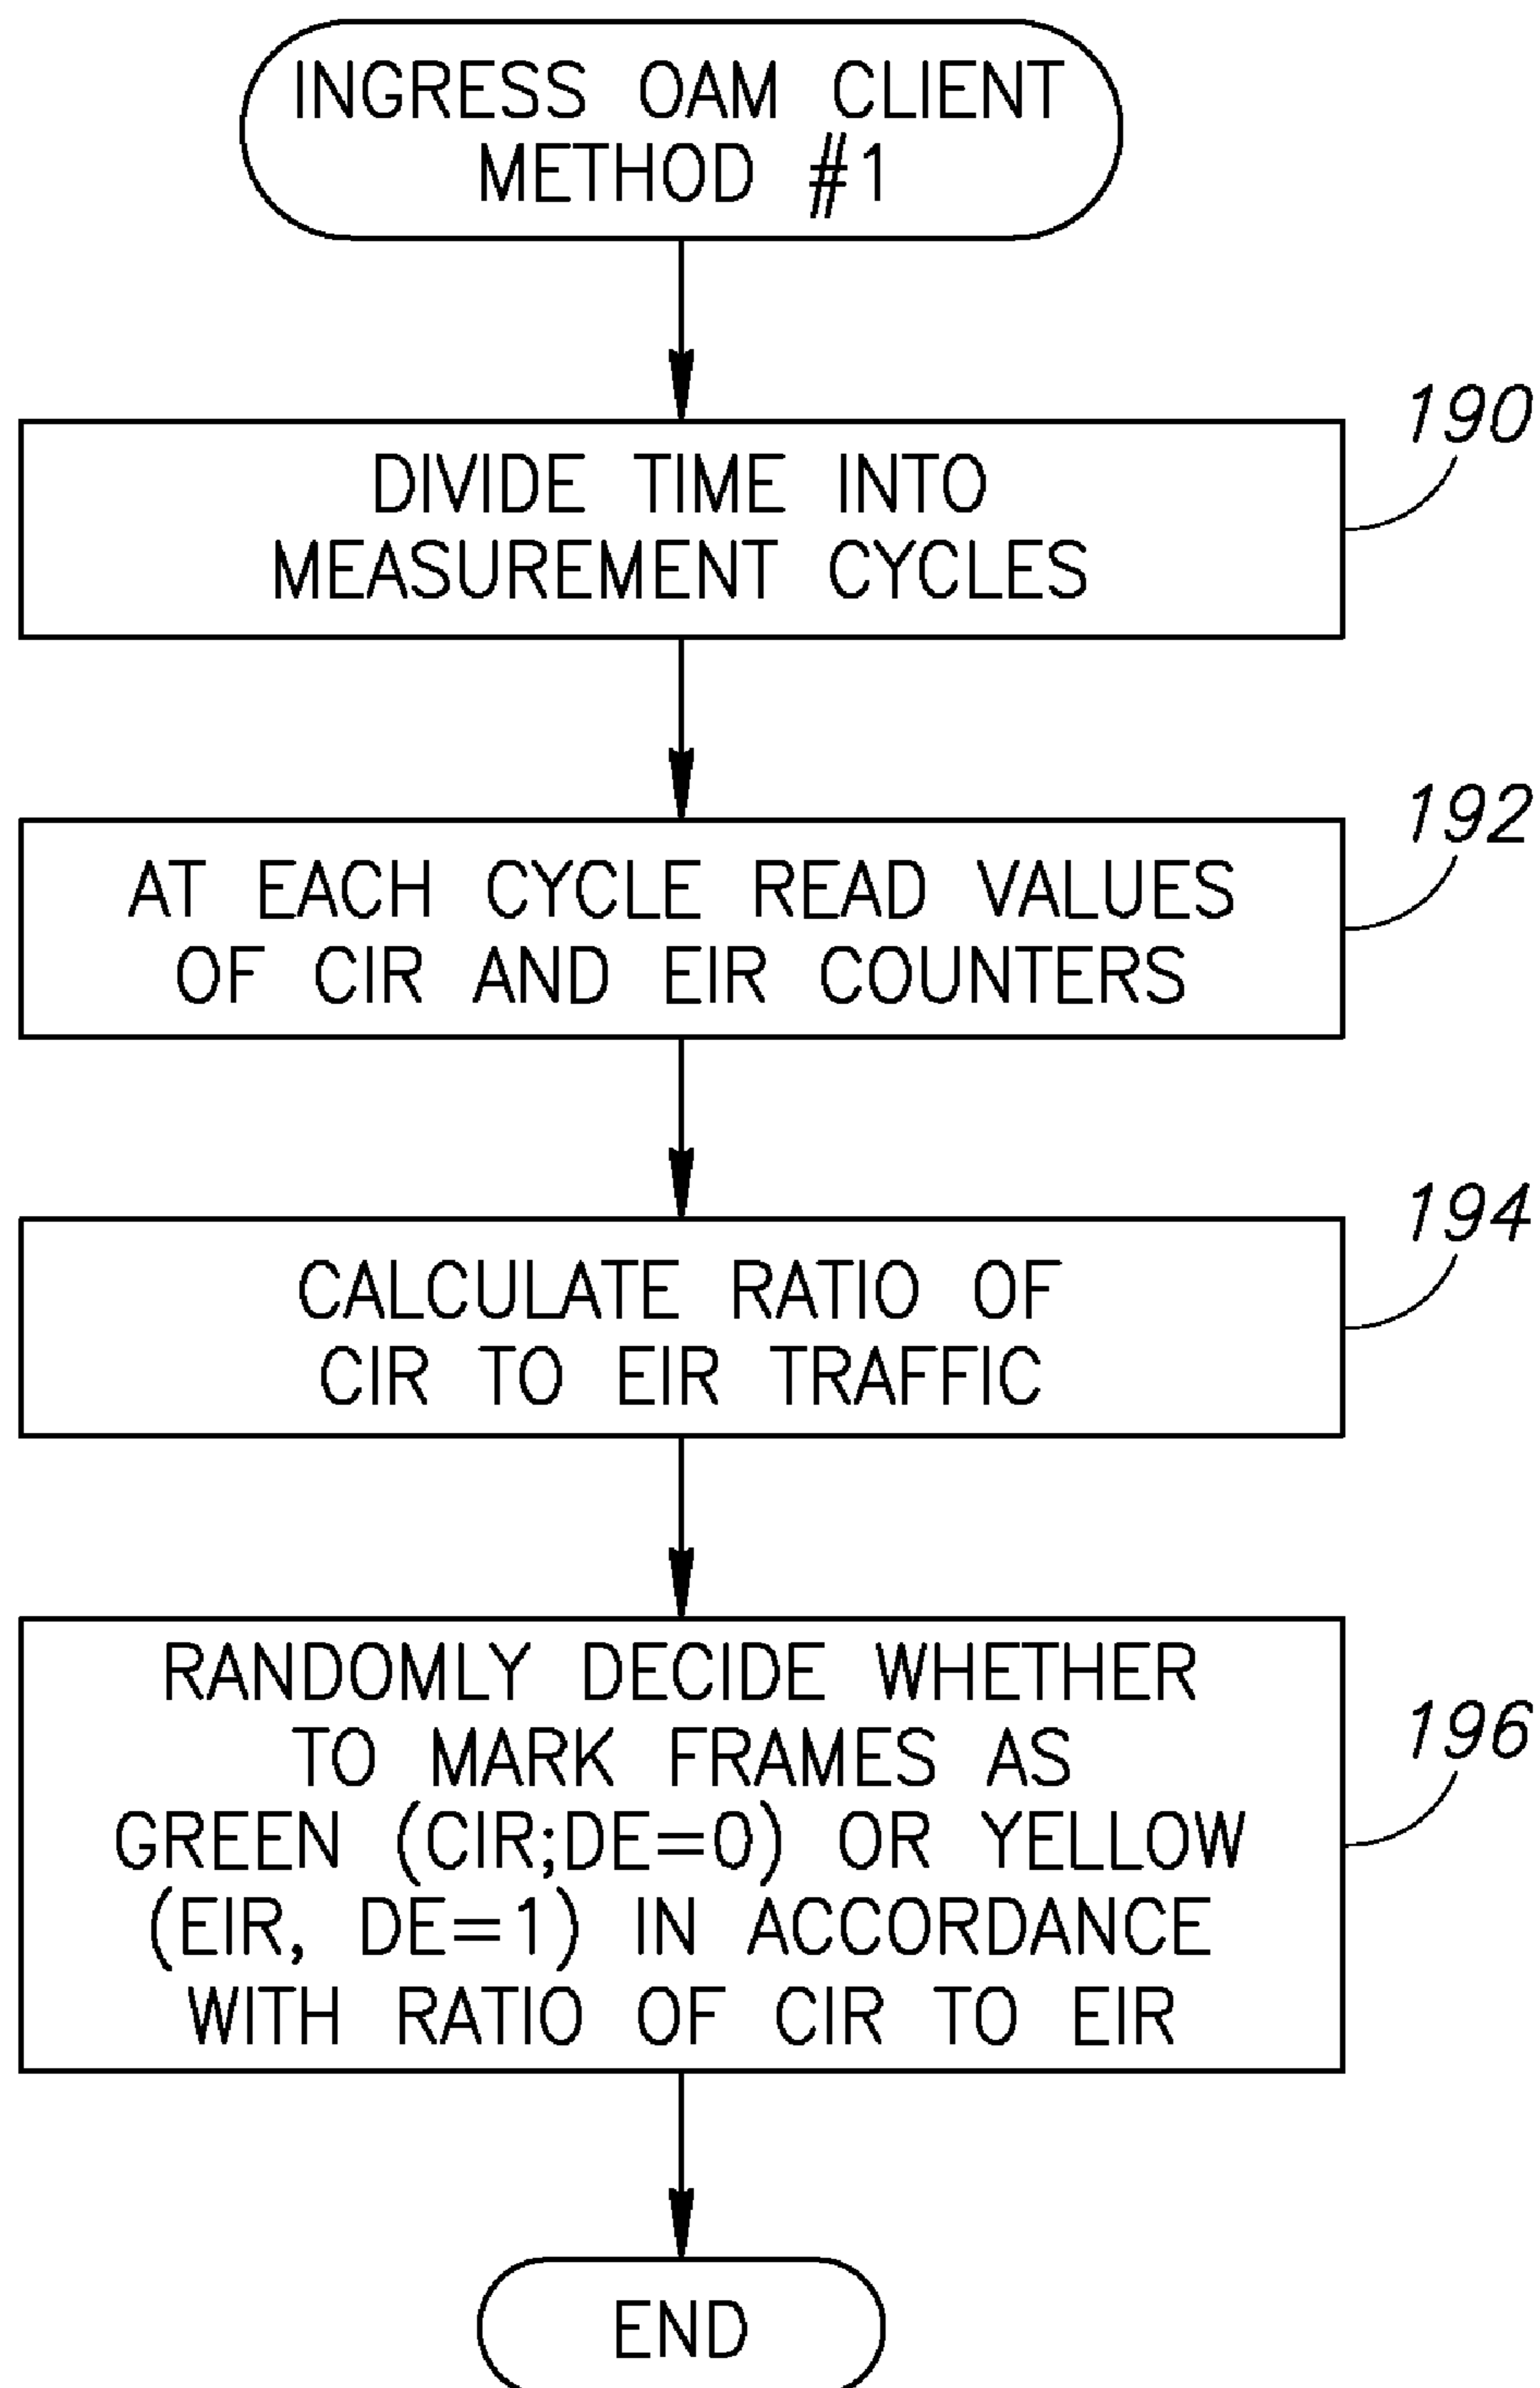 INGRESS OAM CLIENT
METHOD #1
190
DIVIDE TIME INTO
MEASUREMENT CYCLES
192
AT EACH CYCLE READ VALUES
OF CIR AND EIR COUNTERS
194
CALCULATE RATIO OF
CIR TO EIR TRAFFIC
196
RANDOMLY DECIDE WHETHER
TO MARK FRAMES AS
GREEN (CIR;DE=0) OR YELLOW
(EIR, DE=1) IN ACCORDANCE
WITH RATIO OF CIR TO EIR
END